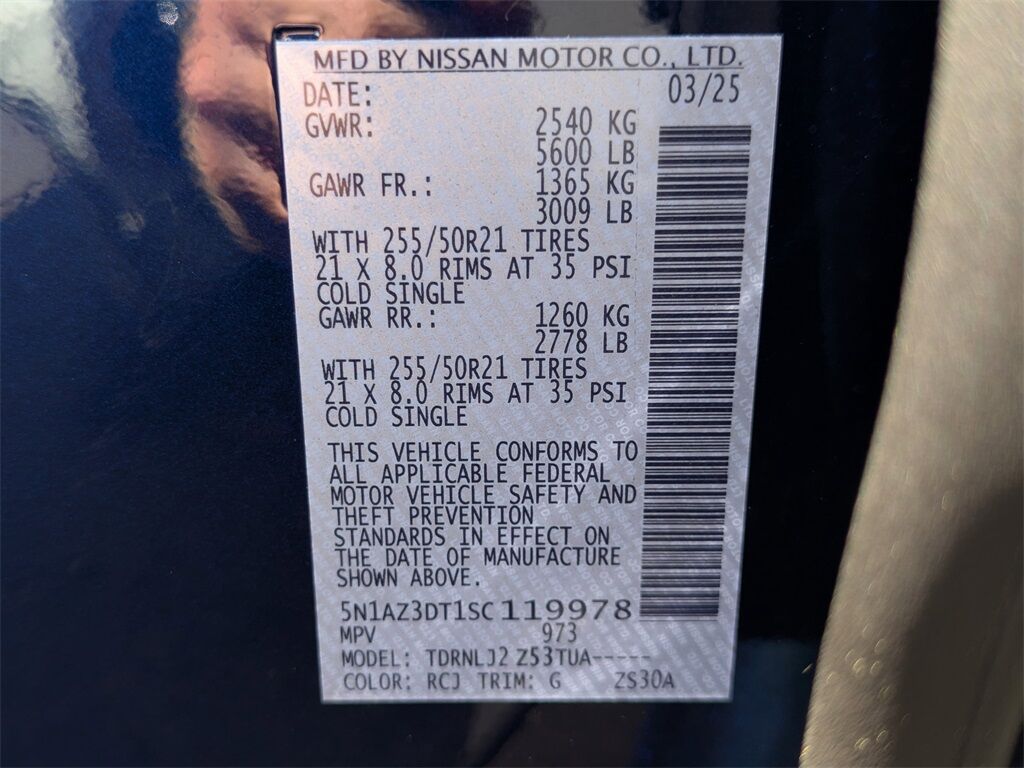 MFD BY NISSAN MOTOR CO., LTD.
DATE: 03/25
GVWR: 2540 KG
5600 LB
GAWR FR.: 1365 KG
3009 LB
WITH 255/50R21 TIRES
21 X 8.0 RIMS AT 35 PSI
COLD SINGLE
GAWR RR.: 1260 KG
2778 LB
WITH 255/50R21 TIRES
21 X 8.0 RIMS AT 35 PSI
COLD SINGLE
THIS VEHICLE CONFORMS TO
ALL APPLICABLE FEDERAL
MOTOR VEHICLE SAFETY AND
THEFT PREVENTION
STANDARDS IN EFFECT ON
THE DATE OF MANUFACTURE
SHOWN ABOVE.
5N1AZ3DT1SC119978
MPV 973
MODEL: TDRNLJ2 Z53TUA-----
COLOR: RCJ TRIM: G ZS30A